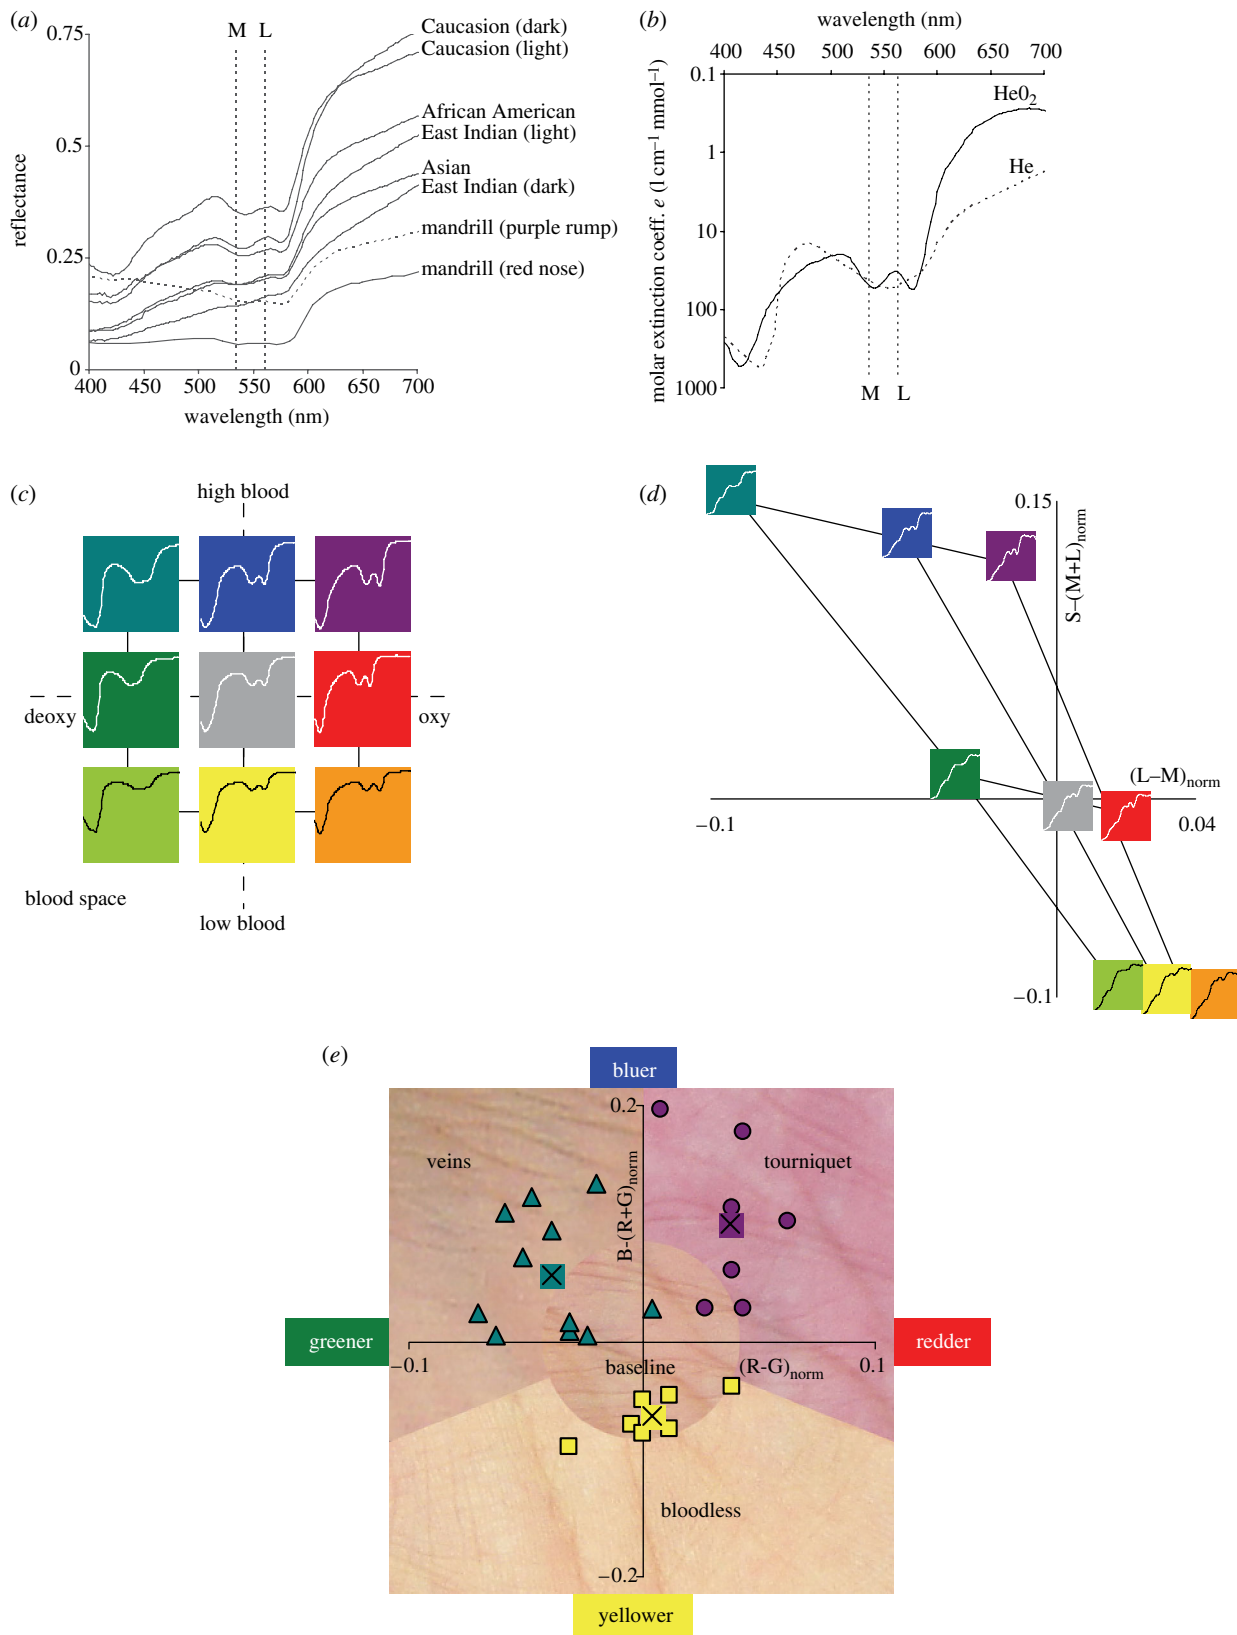 (a)
0.75
0.5
0.25
0
reflectance
M L
400 450 500 550 600 650 700
wavelength (nm)
Caucasion (dark)
Caucasion (light)
African American
East Indian (light)
Asian
East Indian (dark)
mandrill (purple rump)
mandrill (red nose)
(b)
wavelength (nm)
400 450 500 550 600 650 700
0.1
1
10
100
1000
molar extinction coeff. e (l cm−1 mmol−1)
He02
He
M L
(c)
high blood
deoxy
oxy
blood space
low blood
(d)
0.15
S–(M+L)norm
(L–M)norm
−0.1
0.04
−0.1
(e)
bluer
0.2
veins
tourniquet
B-(R+G)norm
greener
redder
−0.1
0.1
baseline
(R-G)norm
bloodless
−0.2
yellower